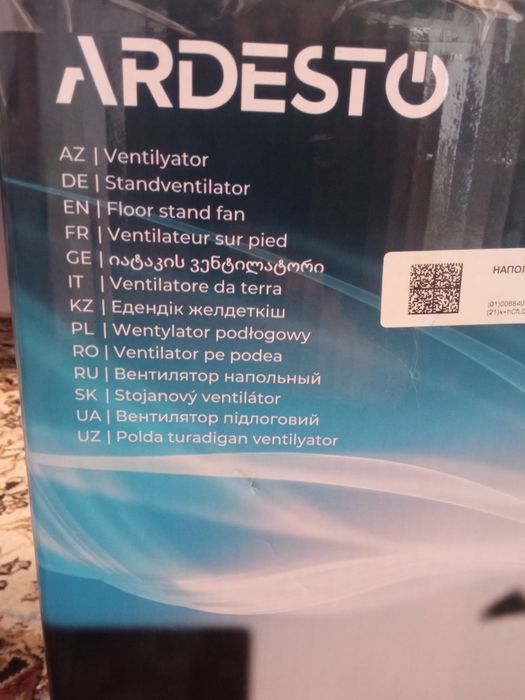 ARDESTO
AZ | Ventilyator
DE | Standventilator
EN | Floor stand fan
FR | Ventilateur sur pied
GE | იატაკის ვენტილატორი
IT | Ventilatore da terra
KZ | Едендік желдеткіш
PL | Wentylator podłogowy
RO | Ventilator pe podea
RU | Вентилятор напольный
SK | Stojanový ventilátor
UA | Вентилятор підлоговий
UZ | Polda turadigan ventilyator